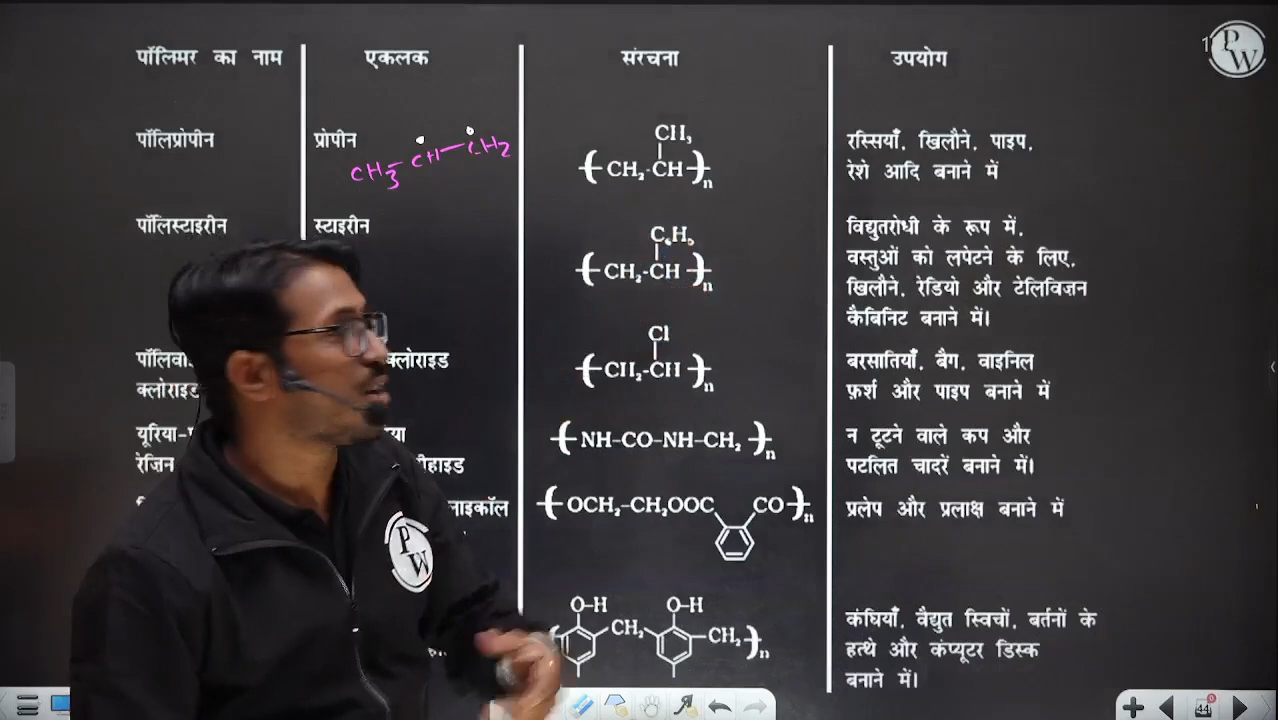 पॉलिमर का नाम एकलक संरचना उपयोग
PW
पॉलिप्रोपीन प्रोपीन
CH₃-CH-CH₂
CH₃
(CH₂-CH)n
रस्सियाँ, खिलौने, पाइप,
रेशे आदि बनाने में
पॉलिस्टाइरीन स्टाइरीन
C₆H₅
(CH₂-CH)n
विद्युतरोधी के रूप में,
वस्तुओं को लपेटने के लिए,
खिलौने, रेडियो और टेलिविज़न
कैबिनिट बनाने में।
क्लोराइड
क्लोराइड
Cl
(CH₂-CH)n
बरसातियाँ, बैग, वाइनिल
फ़र्श और पाइप बनाने में
यूरिया-
रेजिन
(NH-CO-NH-CH₂)n
न टूटने वाले कप और
पटलित चादरें बनाने में।
(OCH₂-CH₂OOC CO)n
प्रलेप और प्रलाक्ष बनाने में
PW
O-H O-H
CH₂ CH₂)n
कंघियाँ, वैद्युत स्विचों, बर्तनों के
हत्थे और कंप्यूटर डिस्क
बनाने में।
44